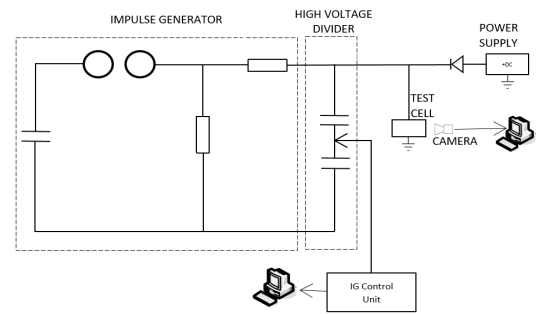 IMPULSE GENERATOR
HIGH VOLTAGE
DIVIDER
POWER
SUPPLY
+DC
TEST
CELL
CAMERA
IG Control
Unit